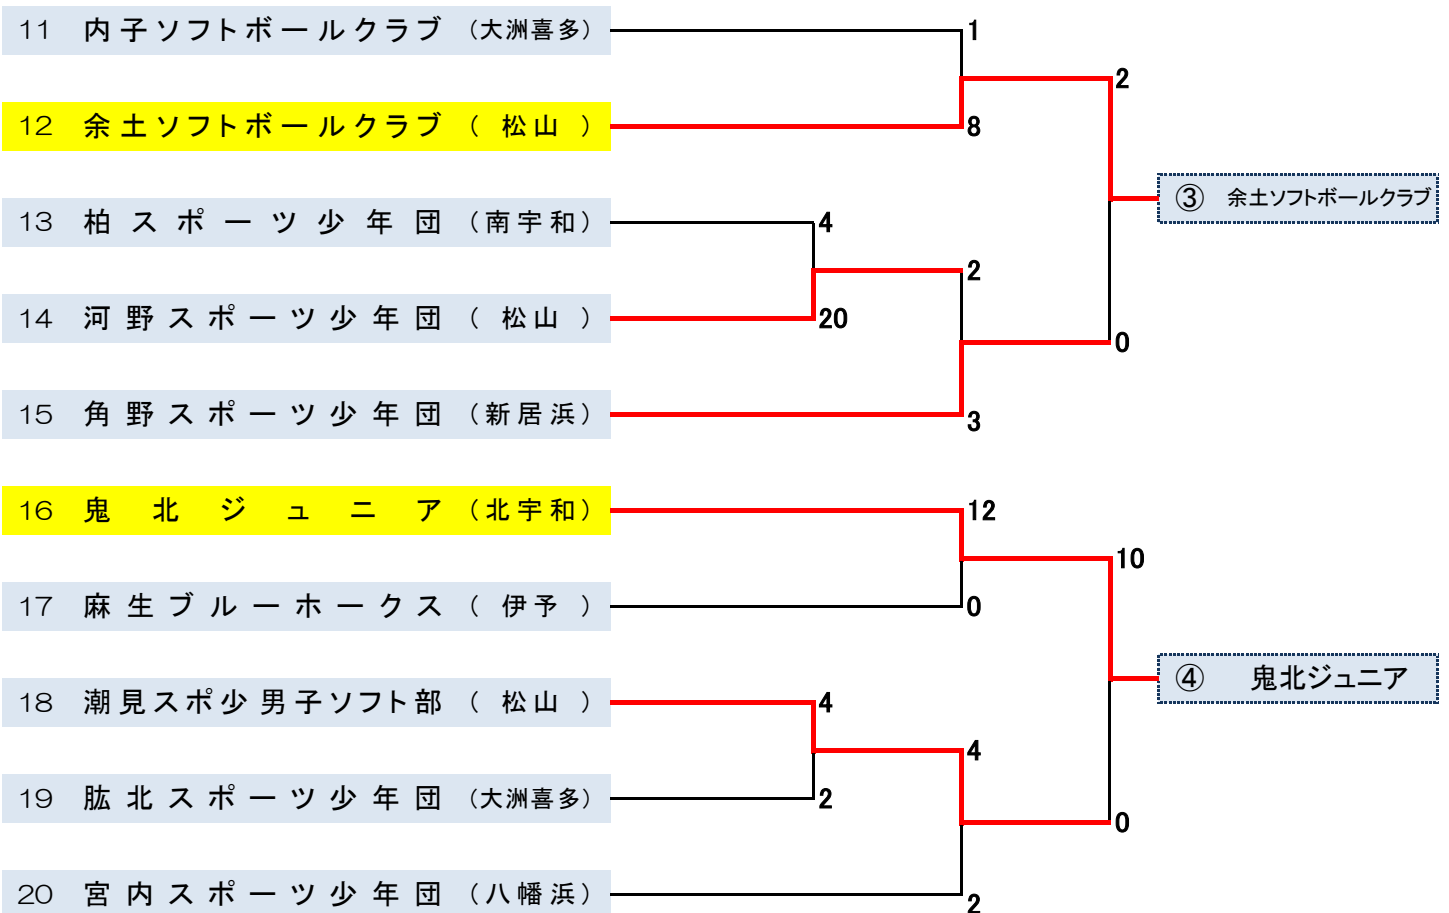 11 内子ソフトボールクラブ （大洲喜多） 1
2
12 余土ソフトボールクラブ （ 松山 ） 8
③ 余土ソフトボールクラブ
13 柏スポーツ少年団 （南宇和） 4
2
14 河野スポーツ少年団 （ 松山 ） 20
0
15 角野スポーツ少年団 （新居浜） 3
16 鬼北ジュニア （北宇和） 12
10
17 麻生ブルーホークス （ 伊予 ） 0
④ 鬼北ジュニア
18 潮見スポ少男子ソフト部 （ 松山 ） 4
4
19 肱北スポーツ少年団 （大洲喜多） 2
0
20 宮内スポーツ少年団 （八幡浜） 2